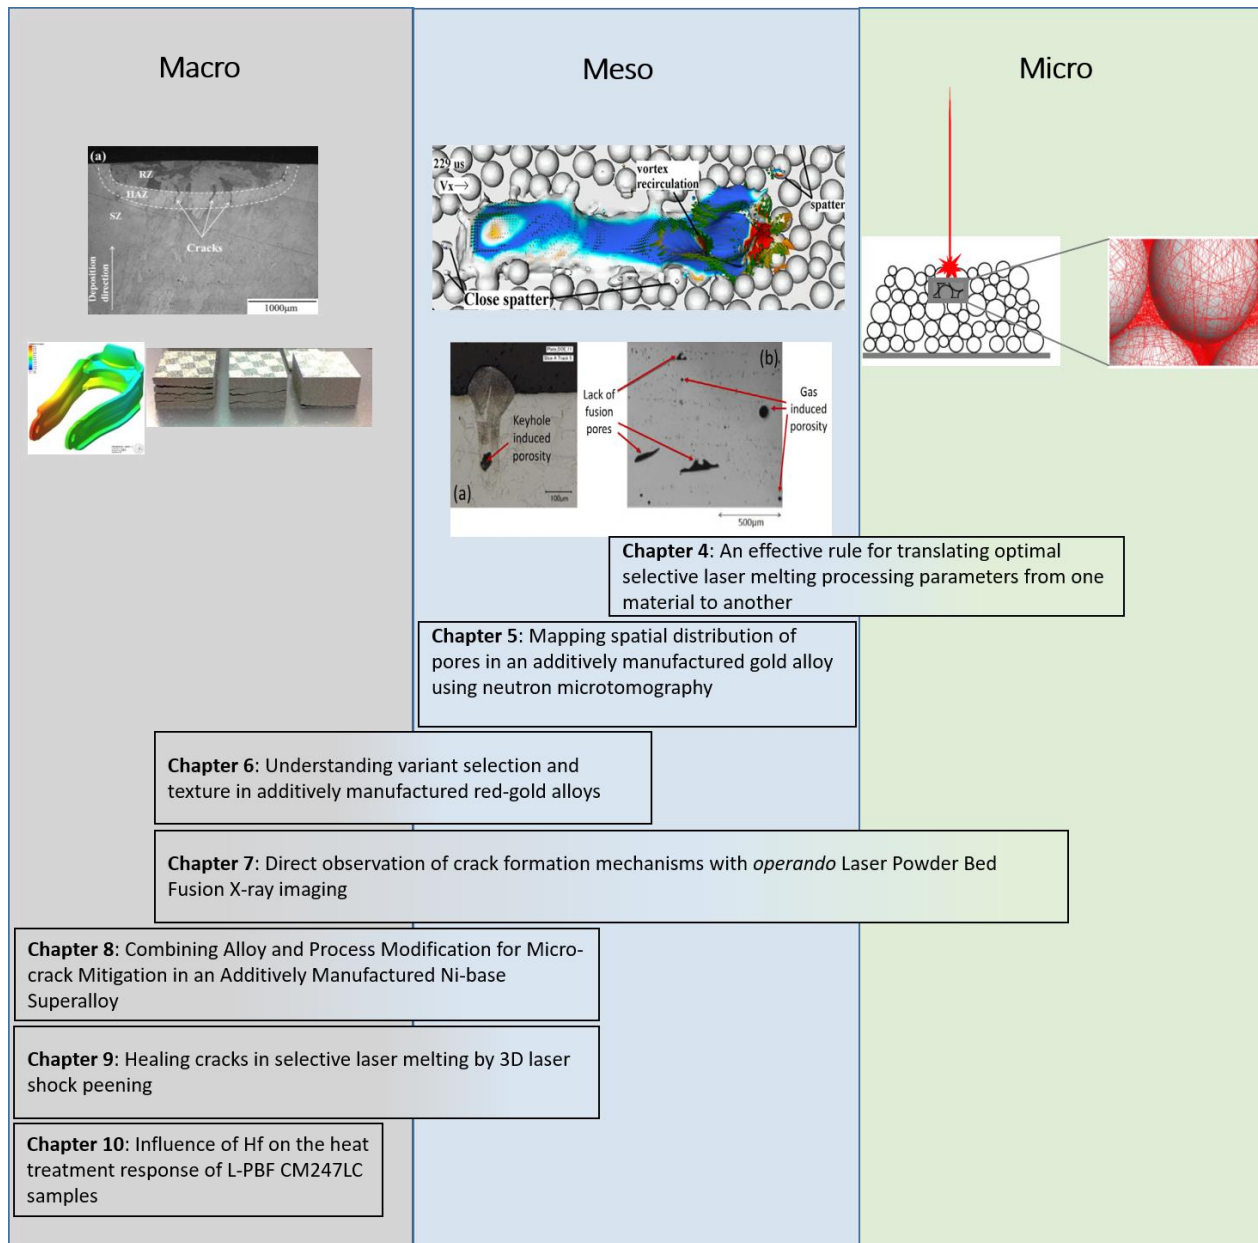 Macro
Meso
Micro
(a)
RZ
HAZ
SZ
Cracks
Deposition
direction
1000μm
229 us
Vx→
vortex
recirculation
spatter
Close spatter
Keyhole
induced
porosity
(a)
100μm
Lack of
fusion
pores
(b)
Gas
induced
porosity
500μm
Chapter 4: An effective rule for translating optimal
selective laser melting processing parameters from one
material to another
Chapter 5: Mapping spatial distribution of
pores in an additively manufactured gold alloy
using neutron microtomography
Chapter 6: Understanding variant selection and
texture in additively manufactured red-gold alloys
Chapter 7: Direct observation of crack formation mechanisms with operando Laser Powder Bed
Fusion X-ray imaging
Chapter 8: Combining Alloy and Process Modification for Micro-
crack Mitigation in an Additively Manufactured Ni-base
Superalloy
Chapter 9: Healing cracks in selective laser melting by 3D laser
shock peening
Chapter 10: Influence of Hf on the heat
treatment response of L-PBF CM247LC
samples